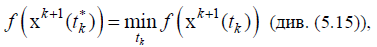 f(x^{k+1}(t_k^*)) = min_{t_k} f(x^{k+1}(t_k)) (див. (5.15)),